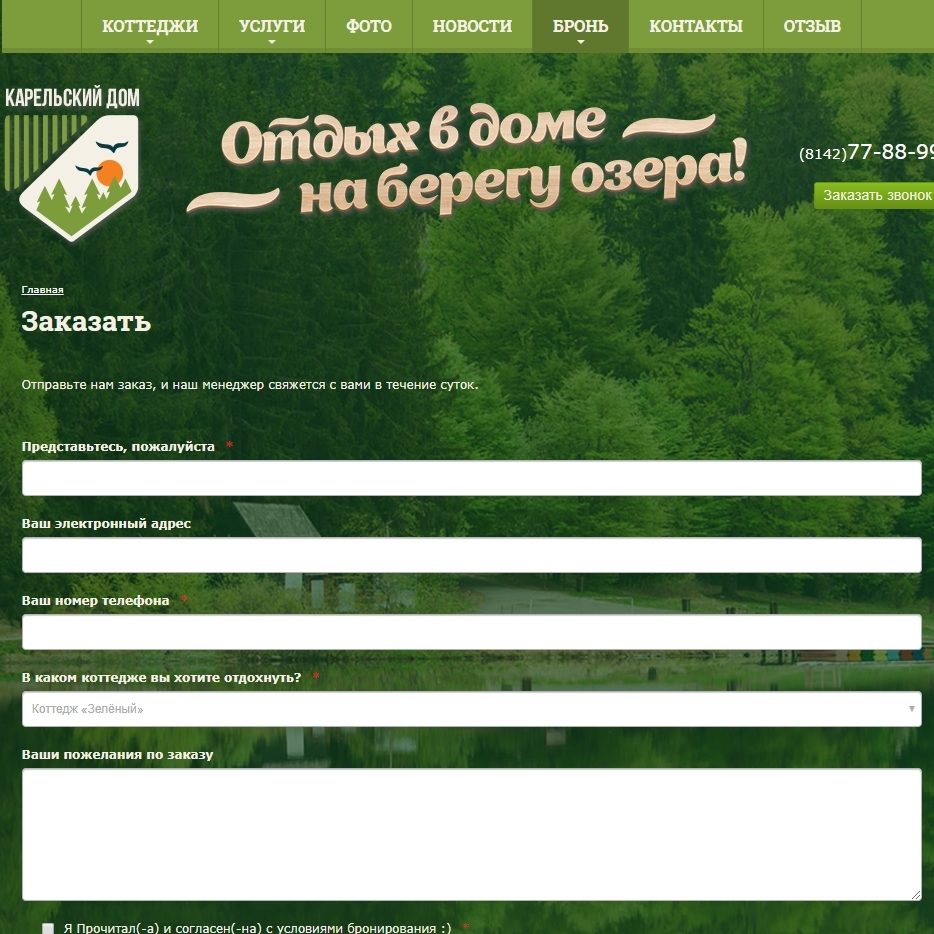 КОТТЕДЖИ УСЛУГИ ФОТО НОВОСТИ БРОНЬ КОНТАКТЫ ОТЗЫВ
КАРЕЛЬСКИЙ ДОМ
Отдых в доме
на берегу озера!
(8142)77-88-99
Заказать звонок
Главная
Заказать
Отправьте нам заказ, и наш менеджер свяжется с вами в течение суток.
Представьтесь, пожалуйста *
Ваш электронный адрес
Ваш номер телефона *
В каком коттедже вы хотите отдохнуть? *
Коттедж «Зелёный»
Ваши пожелания по заказу
Я Прочитал(-а) и согласен(-на) с условиями бронирования :) *